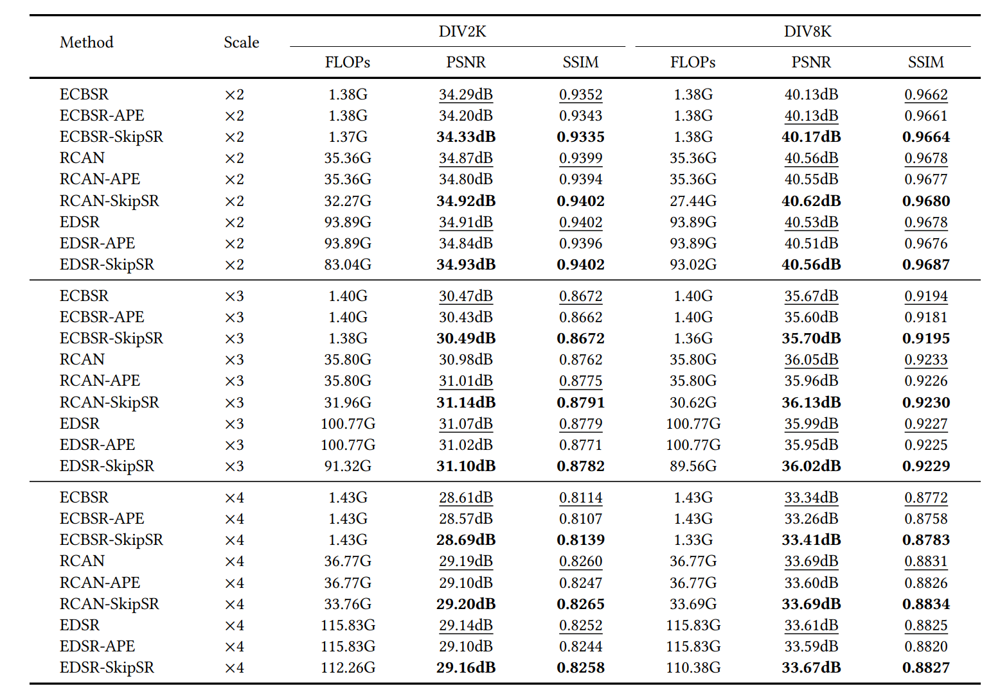 DIV2K DIV8K
Method Scale
FLOPs PSNR SSIM FLOPs PSNR SSIM
ECBSR ×2 1.38G 34.29dB 0.9352 1.38G 40.13dB 0.9662
ECBSR-APE ×2 1.38G 34.20dB 0.9343 1.38G 40.13dB 0.9661
ECBSR-SkipSR ×2 1.37G 34.33dB 0.9335 1.38G 40.17dB 0.9664
RCAN ×2 35.36G 34.87dB 0.9399 35.36G 40.56dB 0.9678
RCAN-APE ×2 35.36G 34.80dB 0.9394 35.36G 40.55dB 0.9677
RCAN-SkipSR ×2 32.27G 34.92dB 0.9402 27.44G 40.62dB 0.9680
EDSR ×2 93.89G 34.91dB 0.9402 93.89G 40.53dB 0.9678
EDSR-APE ×2 93.89G 34.84dB 0.9396 93.89G 40.51dB 0.9676
EDSR-SkipSR ×2 83.04G 34.93dB 0.9402 93.02G 40.56dB 0.9687
ECBSR ×3 1.40G 30.47dB 0.8672 1.40G 35.67dB 0.9194
ECBSR-APE ×3 1.40G 30.43dB 0.8662 1.40G 35.60dB 0.9181
ECBSR-SkipSR ×3 1.38G 30.49dB 0.8672 1.36G 35.70dB 0.9195
RCAN ×3 35.80G 30.98dB 0.8762 35.80G 36.05dB 0.9233
RCAN-APE ×3 35.80G 31.01dB 0.8775 35.80G 35.96dB 0.9226
RCAN-SkipSR ×3 31.96G 31.14dB 0.8791 30.62G 36.13dB 0.9230
EDSR ×3 100.77G 31.07dB 0.8779 100.77G 35.99dB 0.9227
EDSR-APE ×3 100.77G 31.02dB 0.8771 100.77G 35.95dB 0.9225
EDSR-SkipSR ×3 91.32G 31.10dB 0.8782 89.56G 36.02dB 0.9229
ECBSR ×4 1.43G 28.61dB 0.8114 1.43G 33.34dB 0.8772
ECBSR-APE ×4 1.43G 28.57dB 0.8107 1.43G 33.26dB 0.8758
ECBSR-SkipSR ×4 1.43G 28.69dB 0.8139 1.33G 33.41dB 0.8783
RCAN ×4 36.77G 29.19dB 0.8260 36.77G 33.69dB 0.8831
RCAN-APE ×4 36.77G 29.10dB 0.8247 36.77G 33.60dB 0.8826
RCAN-SkipSR ×4 33.76G 29.20dB 0.8265 33.69G 33.69dB 0.8834
EDSR ×4 115.83G 29.14dB 0.8252 115.83G 33.61dB 0.8825
EDSR-APE ×4 115.83G 29.10dB 0.8244 115.83G 33.59dB 0.8820
EDSR-SkipSR ×4 112.26G 29.16dB 0.8258 110.38G 33.67dB 0.8827